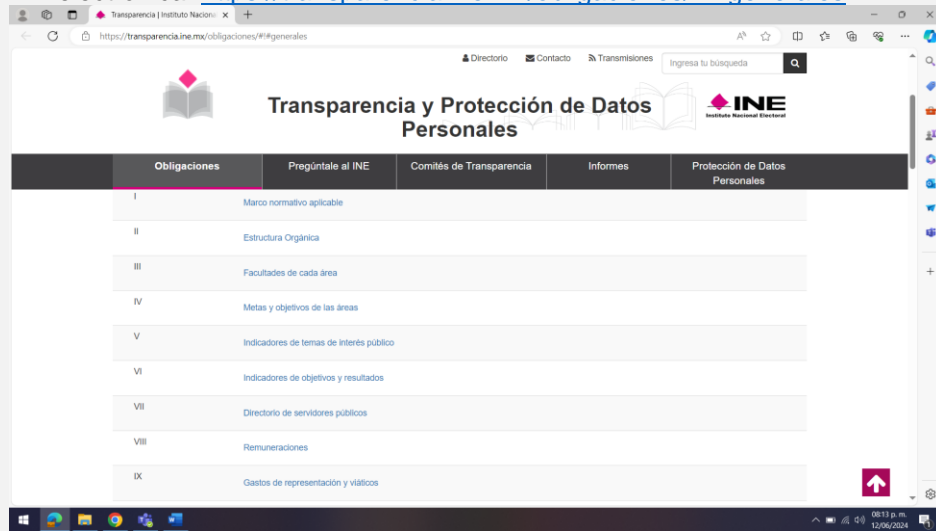 Transparencia | Instituto Nacion
https://transparencia.ine.mx/obligaciones/#!#generales
Directorio Contacto Transmisiones
Ingresa tu búsqueda
Transparencia y Protección de Datos
Personales
INE
Instituto Nacional Electoral
Obligaciones Pregúntale al INE Comités de Transparencia Informes Protección de Datos
Personales
I Marco normativo aplicable
II Estructura Orgánica
III Facultades de cada área
IV Metas y objetivos de las áreas
V Indicadores de temas de interés público
VI Indicadores de objetivos y resultados
VII Directorio de servidores públicos
VIII Remuneraciones
IX Gastos de representación y viáticos
08:13 p. m.
12/06/2024